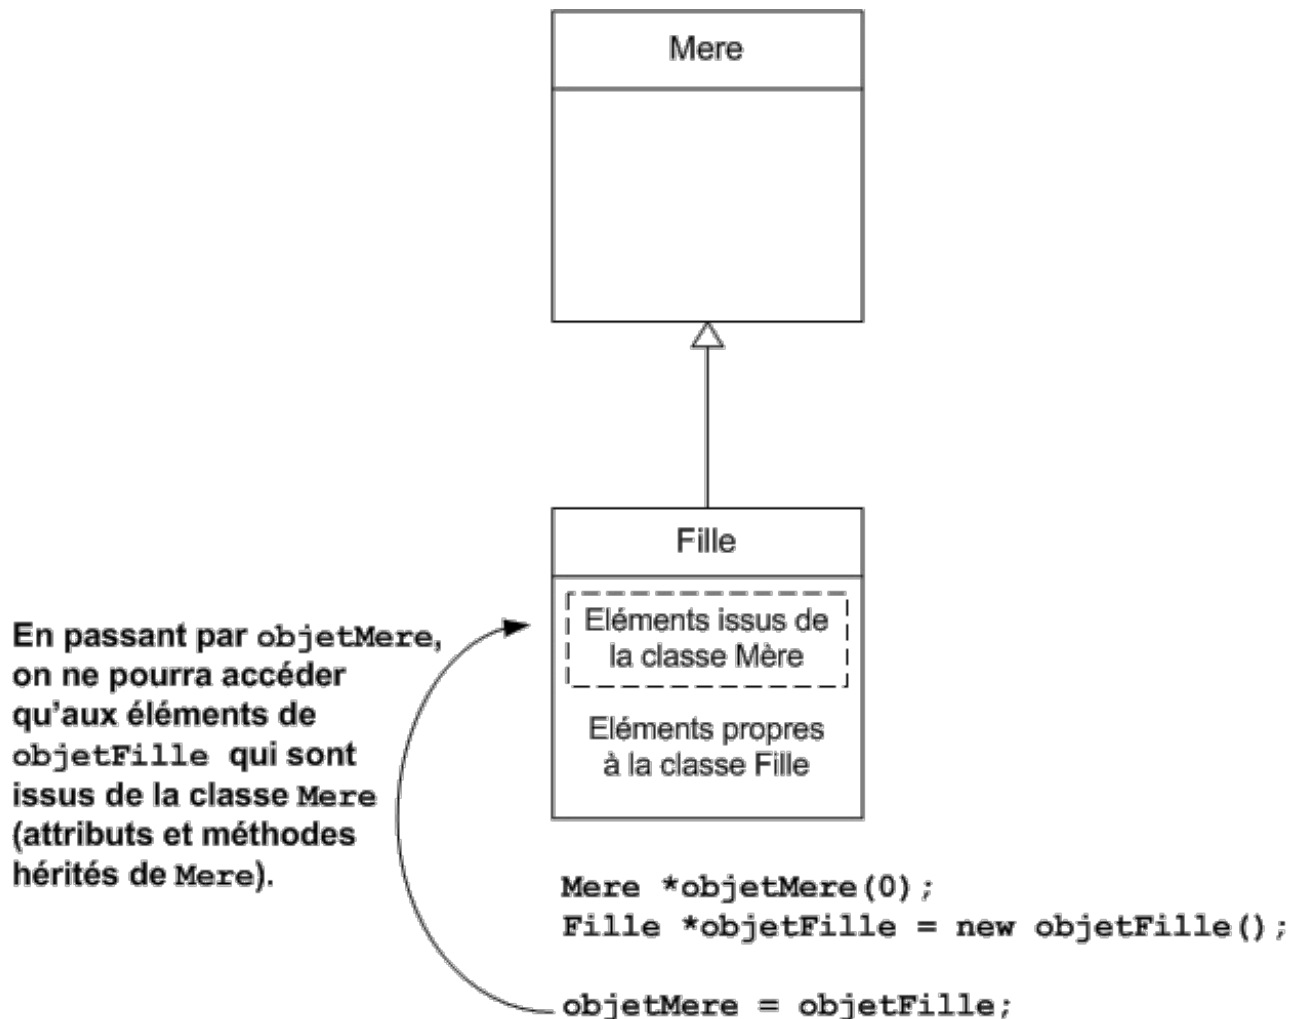 Mere
Fille
Eléments issus de
la classe Mère
Eléments propres
à la classe Fille
En passant par objetMere,
on ne pourra accéder
qu'aux éléments de
objetFille qui sont
issus de la classe Mere
(attributs et méthodes
hérités de Mere).
Mere *objetMere(0);
Fille *objetFille = new objetFille();
objetMere = objetFille;